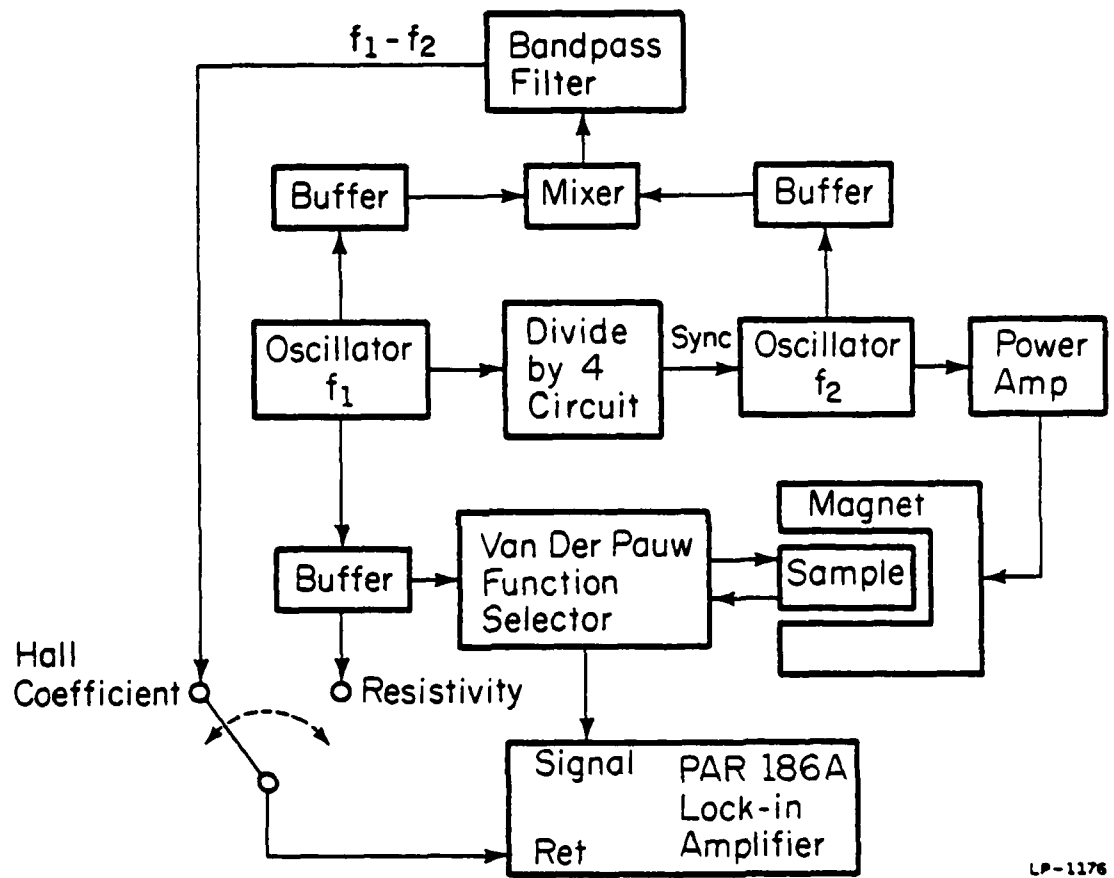 f1 - f2
Bandpass
Filter
Buffer
Mixer
Buffer
Oscillator
f1
Divide
by 4
Circuit
Sync
Oscillator
f2
Power
Amp
Magnet
Van Der Pauw
Function
Selector
Sample
Buffer
Hall
Coefficient
Resistivity
Signal
PAR 186A
Lock-in
Amplifier
Ret
LP-1176